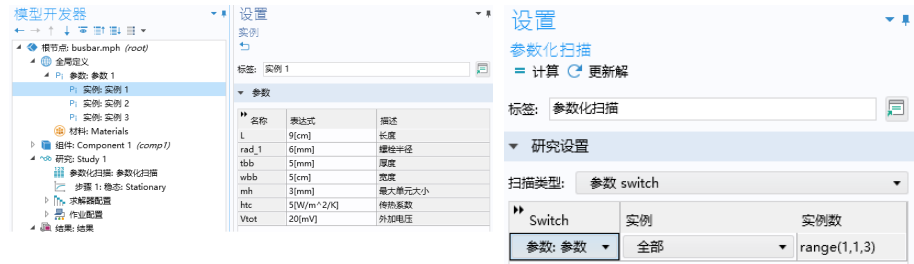 模型开发器
根节点: busbar.mph (root)
全局定义
Pi 参数: 参数 1
Pi 实例: 实例 1
Pi 实例: 实例 2
Pi 实例: 实例 3
材料: Materials
组件: Component 1 (comp1)
研究: Study 1
参数化扫描: 参数化扫描
步骤 1: 稳态: Stationary
求解器配置
作业配置
结果: 结果
设置
实例
标签: 实例 1
参数
名称 表达式 描述
L 9[cm] 长度
rad_1 6[mm] 螺栓半径
tbb 5[mm] 厚度
wbb 5[cm] 宽度
mh 3[mm] 最大单元大小
htc 5[W/m^2/K] 传热系数
Vtot 20[mV] 外加电压
设置
参数化扫描
= 计算 更新解
标签: 参数化扫描
研究设置
扫描类型: 参数 switch
Switch 实例 实例数
参数: 参数 全部 range(1,1,3)